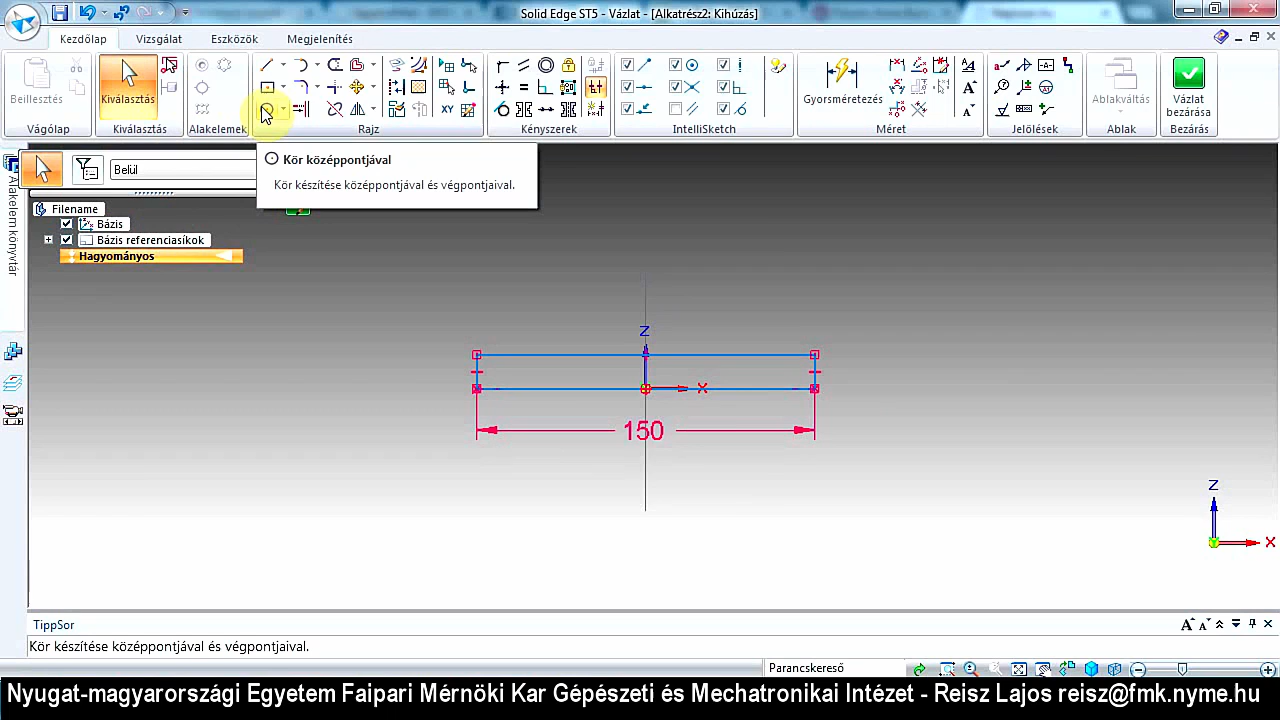 Solid Edge ST5 - Vázlat - [Alkatrész2: Kihúzás]
Kezdőlap Vizsgálat Eszközök Megjelenítés
Beillesztés Kiválasztás XY Gyorsméretezés Ablakváltás Vázlat bezárása
Vágólap Kiválasztás Alakelemek Rajz Kényszerek IntelliSketch Méret Jelölések Ablak Bezárás
Belül
Kör középpontjával
Kör készítése középpontjával és végpontjaival.
Alakelem könyvtár
Filename
Bázis
Bázis referenciasíkok
Hagyományos
Z
X
150
Z
X
TippSor
Kör készítése középpontjával és végpontjaival.
Parancskereső
Nyugat-magyarországi Egyetem Faipari Mérnöki Kar Gépészeti és Mechatronikai Intézet - Reisz Lajos reisz@fmk.nyme.hu